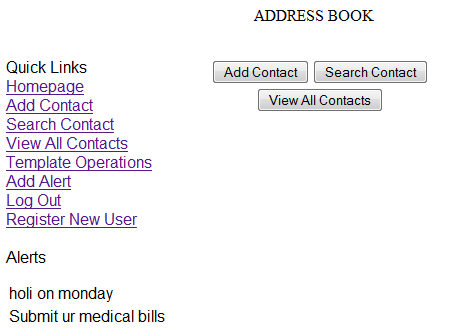 ADDRESS BOOK
Quick Links
Homepage
Add Contact
Search Contact
View All Contacts
Template Operations
Add Alert
Log Out
Register New User
Alerts
holi on monday
Submit ur medical bills
Add Contact Search Contact
View All Contacts